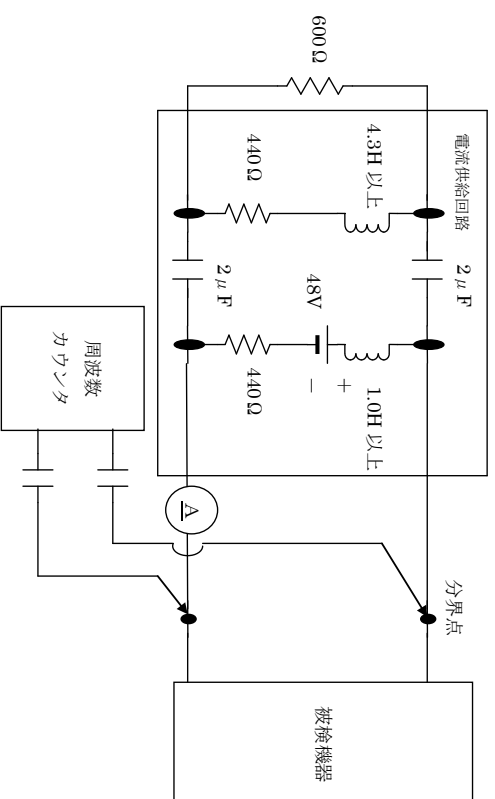 600Ω
電流供給回路
4.3H 以上
440Ω
2μF
2μF
48V
+
−
1.0H 以上
440Ω
周波数
カウンタ
A
分界点
被検機器